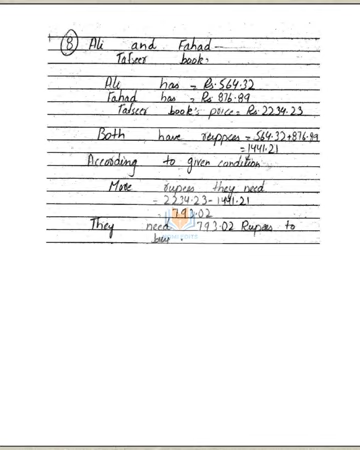 (8) Ali and Fahad —
Tafseer book:
Ali has = Rs. 564.32
Fahad has = Rs 876.89
Tafseer book's price = Rs. 2234.23
Both have = 564.32+876.89
= 1441.21
According to given condition
More rupees they need
= 2234.23 - 1441.21
793.02
They need 793.02 Rupees to
buy.